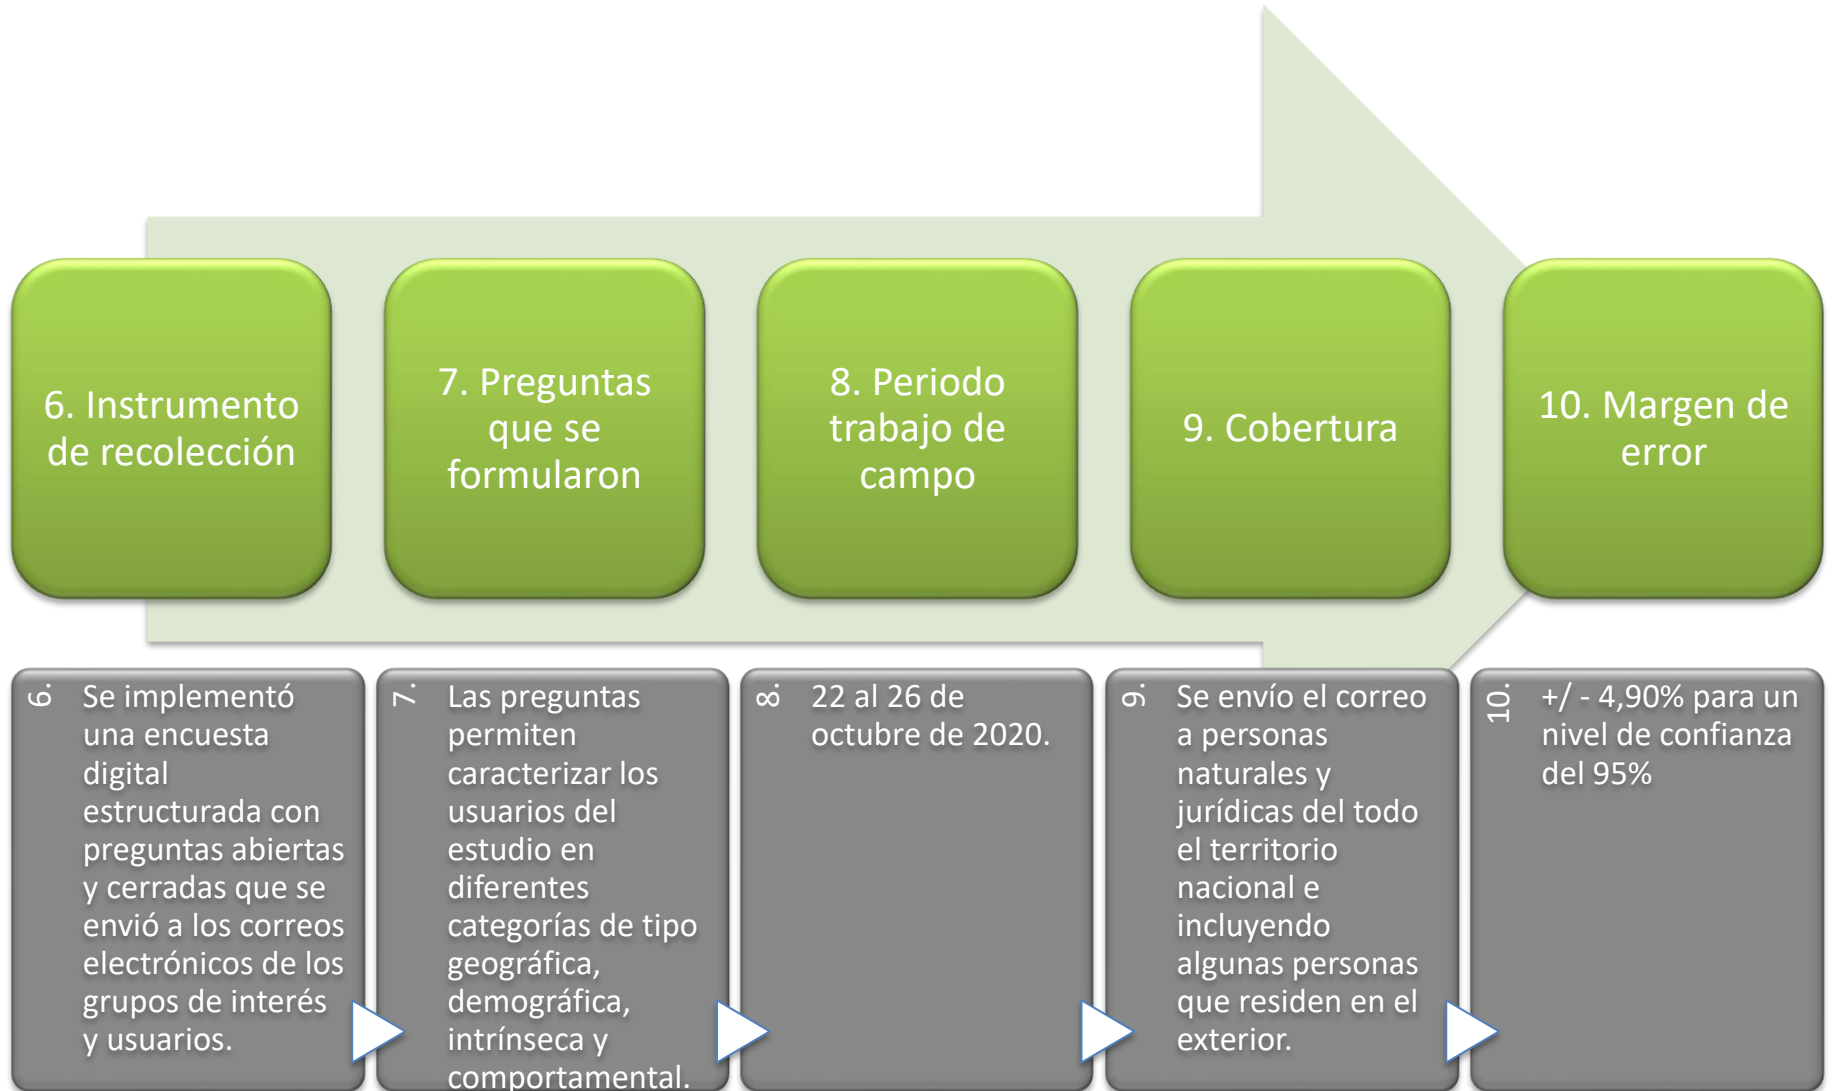 6. Instrumento
de recolección
7. Preguntas
que se
formularon
8. Periodo
trabajo de
campo
9. Cobertura
10. Margen de
error
6.
Se implementó
una encuesta
digital
estructurada con
preguntas abiertas
y cerradas que se
envió a los correos
electrónicos de los
grupos de interés
y usuarios.
7.
Las preguntas
permiten
caracterizar los
usuarios del
estudio en
diferentes
categorías de tipo
geográfica,
demográfica,
intrínseca y
comportamental.
8.
22 al 26 de
octubre de 2020.
9.
Se envío el correo
a personas
naturales y
jurídicas del todo
el territorio
nacional e
incluyendo
algunas personas
que residen en el
exterior.
10.
+/ - 4,90% para un
nivel de confianza
del 95%